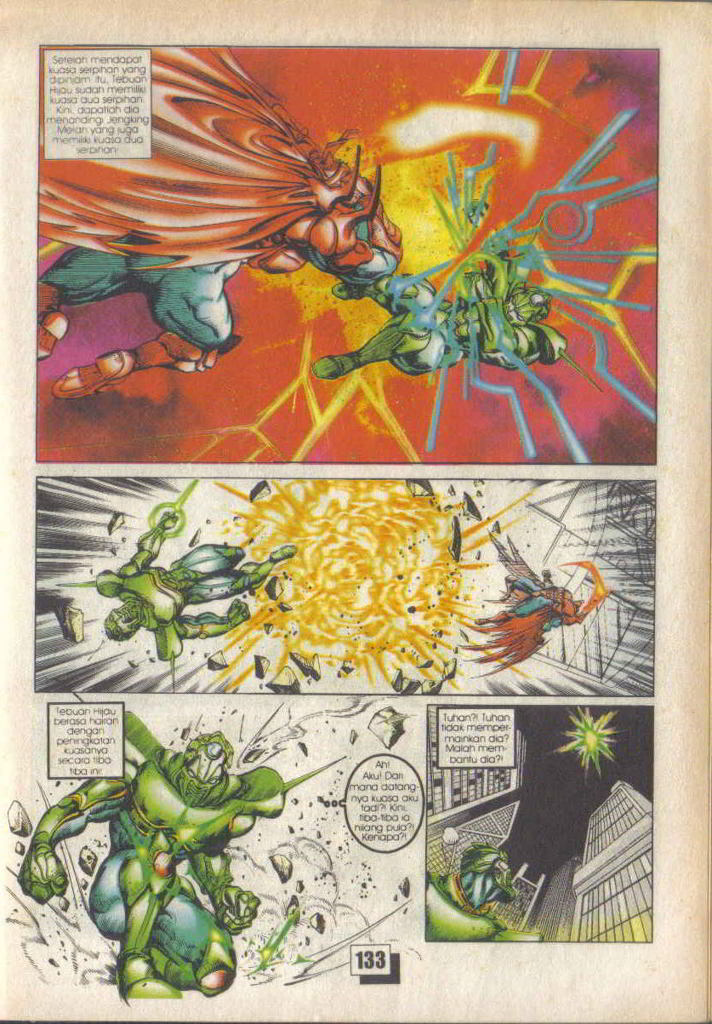 Setelah mendapat
kuasa serpihan yang
dipinjam itu, Tebuan
Hijau sudah memiliki
kuasa dua serpihan.
Kini, dapatlah dia
menandingi Jengking
Merah yang juga
memiliki kuasa dua
serpihan!
Tebuan Hijau
berasa hairan
dengan
peningkatan
kuasanya
secara tiba-
tiba ini!
Ah!
Aku! Dari
mana datang-
nya kuasa aku
tadi?! Kini,
tiba-tiba ia
hilang pula?!
Kenapa?!
Tuhan?! Tuhan
tidak memper-
mainkan dia?
Malah mem-
bantu dia?!
133